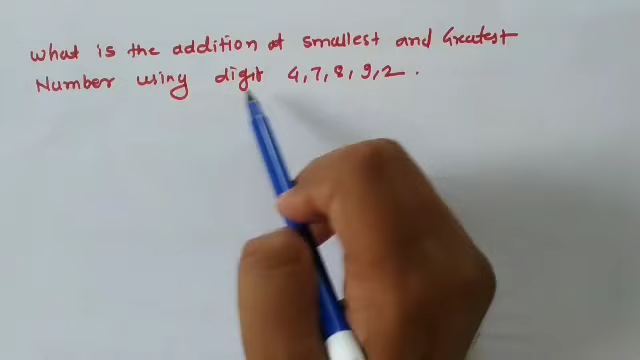 What is the addition of smallest and Greatest
Number using digit 4,7,8,9,2.